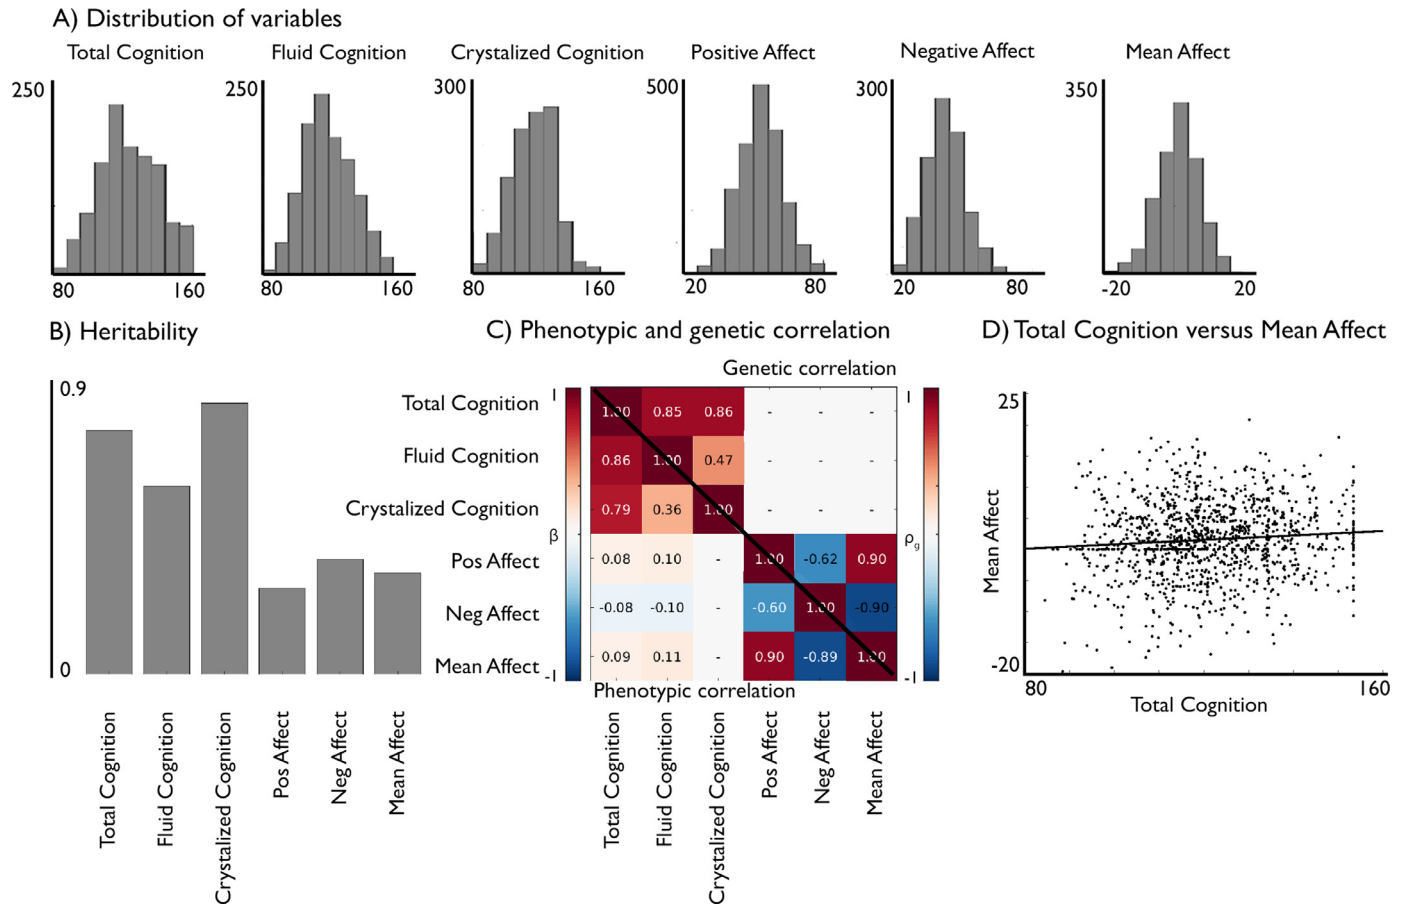 A) Distribution of variables
Total Cognition
Fluid Cognition
Crystalized Cognition
Positive Affect
Negative Affect
Mean Affect
250
250
300
500
300
350
80 160
80 160
80 160
20 80
20 80
-20 20
B) Heritability
0.9
0
Total Cognition
Fluid Cognition
Crystalized Cognition
Pos Affect
Neg Affect
Mean Affect
C) Phenotypic and genetic correlation
Genetic correlation
1
β
-1
1
ρg
-1
Total Cognition 1.00 0.85 0.86 - - -
Fluid Cognition 0.86 1.00 0.47 - - -
Crystalized Cognition 0.79 0.36 1.00 - - -
Pos Affect 0.08 0.10 - 1.00 -0.62 0.90
Neg Affect -0.08 -0.10 - -0.60 1.00 -0.90
Mean Affect 0.09 0.11 - 0.90 -0.89 1.00
Phenotypic correlation
Total Cognition
Fluid Cognition
Crystalized Cognition
Pos Affect
Neg Affect
Mean Affect
D) Total Cognition versus Mean Affect
25
Mean Affect
-20
80 160
Total Cognition